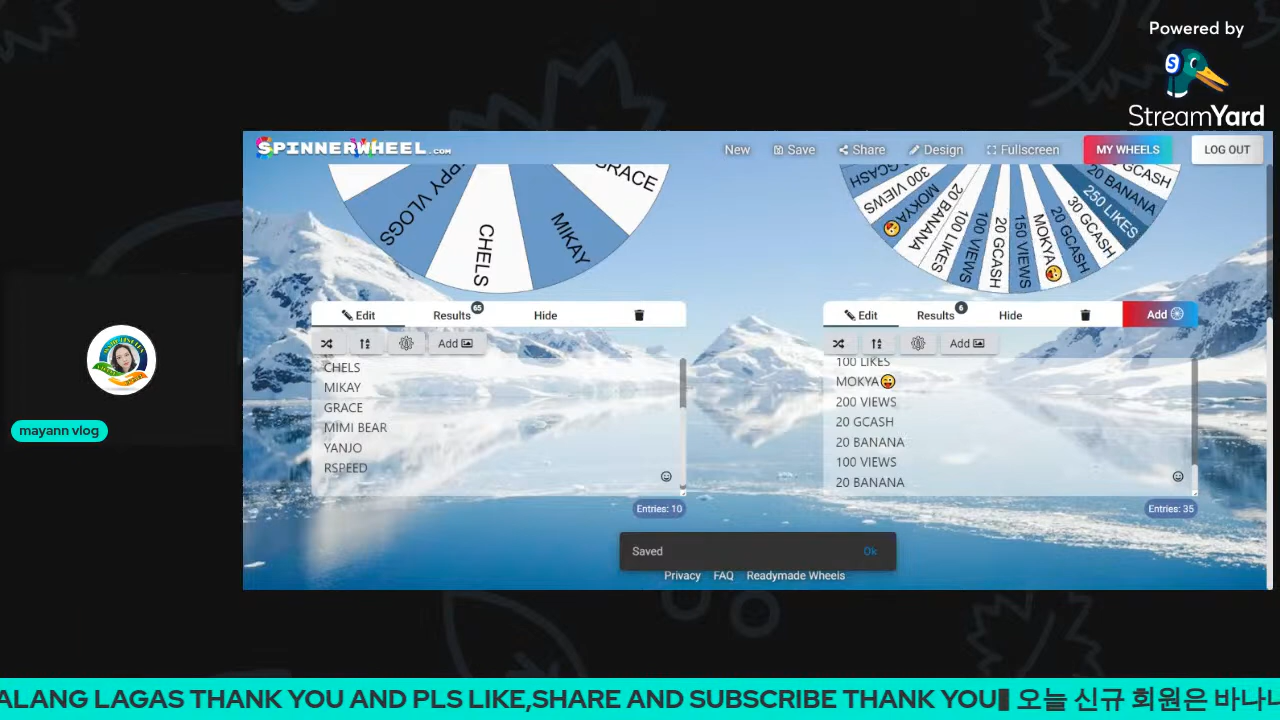 Powered by
StreamYard
SPINNERWHEEL.COM
New
Save
Share
Design
Fullscreen
MY WHEELS
LOG OUT
PPY VLOGS
CHELS
MIKAY
GRACE
GCASH
300 VIEWS
MOKYA
20 BANANA
100 LIKES
100 VIEWS
20 GCASH
150 VIEWS
MOKYA
20 GCASH
30 GCASH
250 LIKES
20 BANANA
GCASH
Edit
Results
65
Hide
Edit
Results
6
Hide
Add
Add
Add
CHELS
MIKAY
GRACE
MIMI BEAR
YANJO
RSPEED
100 LIKES
MOKYA😜
200 VIEWS
20 GCASH
20 BANANA
100 VIEWS
20 BANANA
Entries: 10
Entries: 35
Saved
Ok
Privacy
FAQ
Readymade Wheels
mayann vlog
ALANG LAGAS THANK YOU AND PLS LIKE,SHARE AND SUBSCRIBE THANK YOU 오늘 신규 회원은 바나